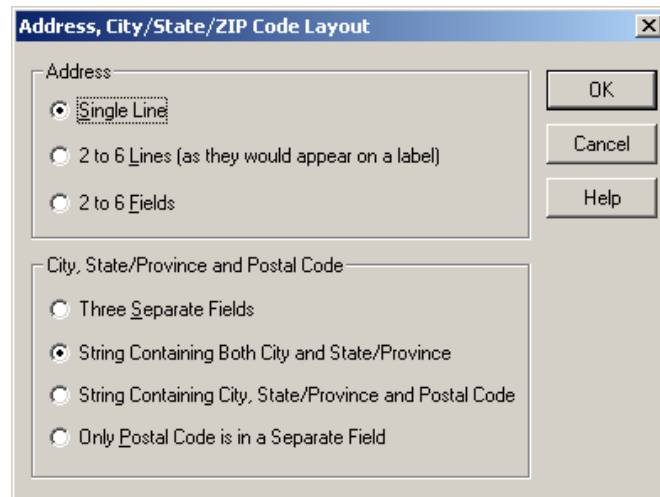 Address, City/State/ZIP Code Layout
Address
Single Line
2 to 6 Lines (as they would appear on a label)
2 to 6 Fields
OK
Cancel
Help
City, State/Province and Postal Code
Three Separate Fields
String Containing Both City and State/Province
String Containing City, State/Province and Postal Code
Only Postal Code is in a Separate Field